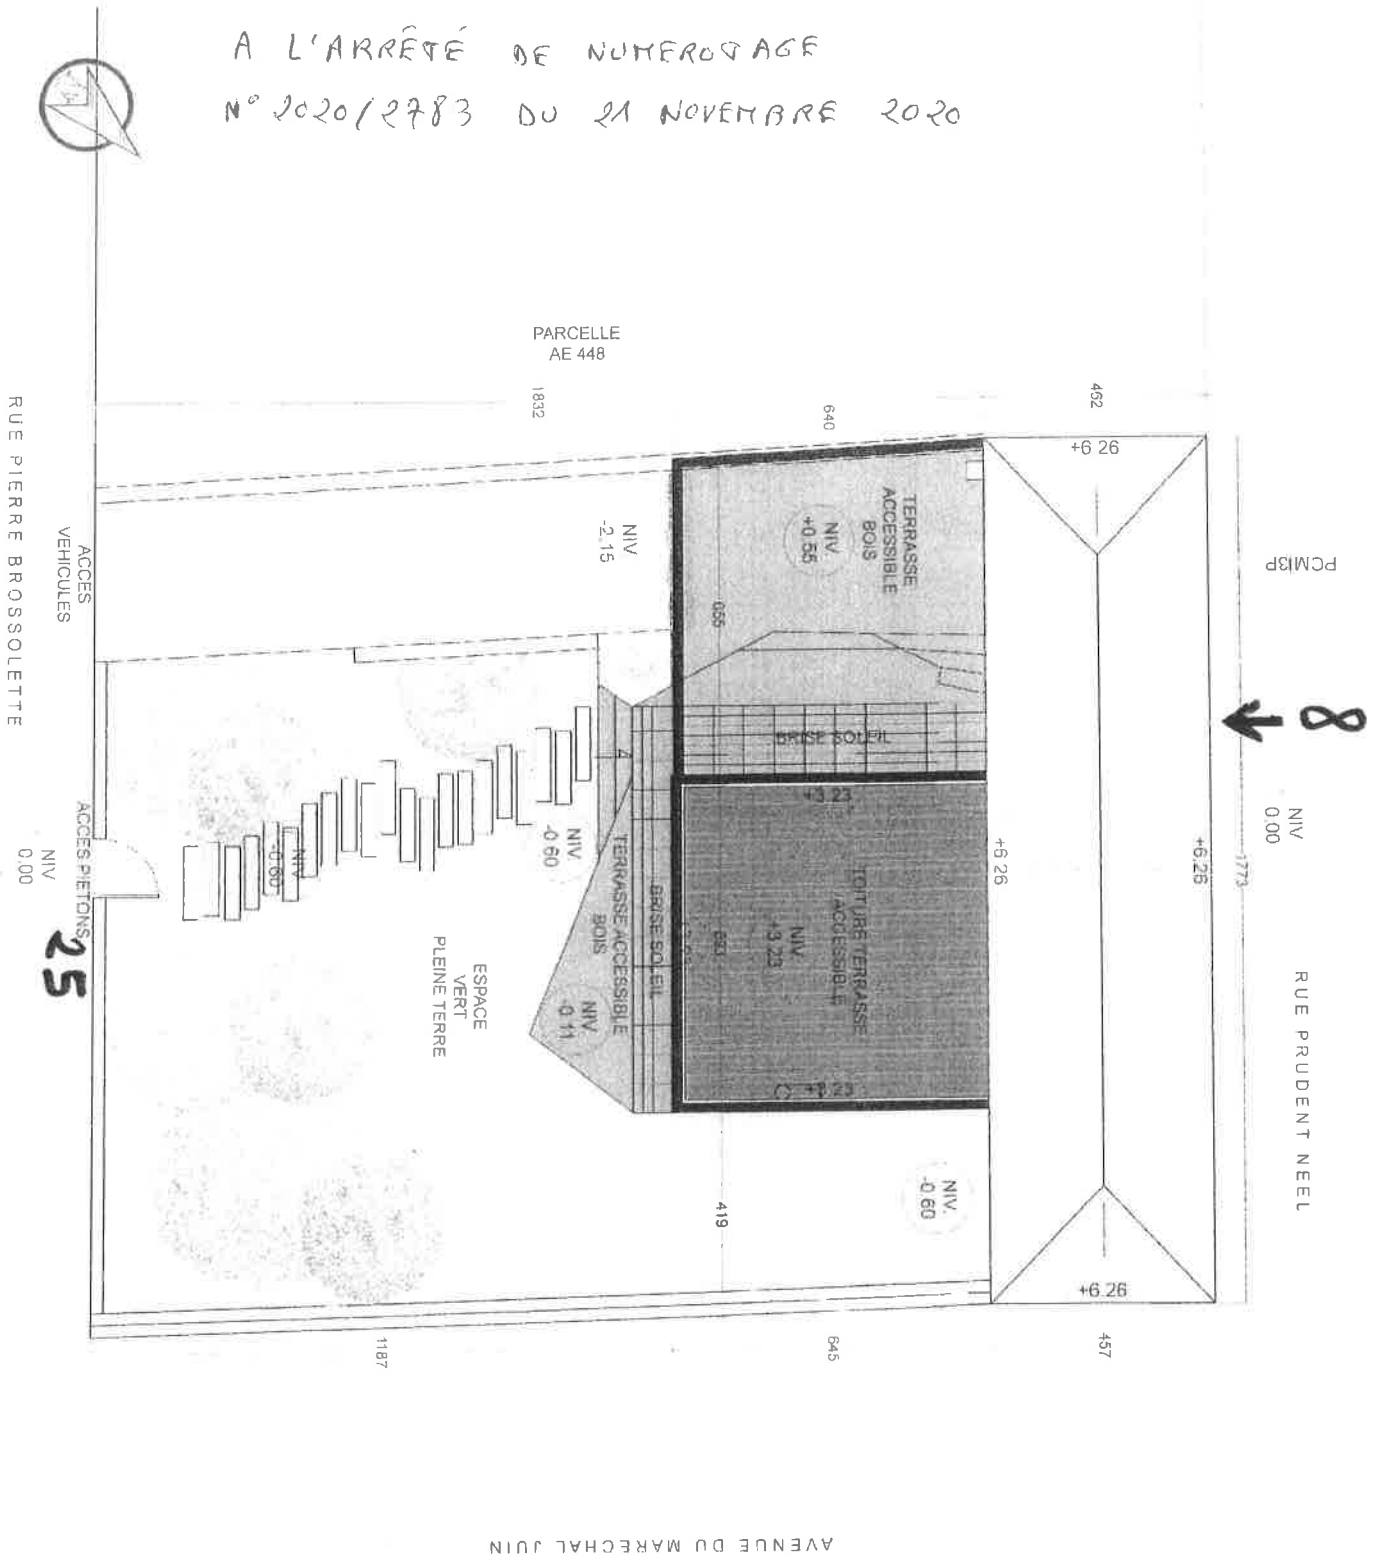 A L'ARRÊTÉ DE NUMEROTAGE
N° 2020/2783 DU 21 NOVEMBRE 2020
PARCELLE
AE 448
1832
640
462
+6 26
RUE PIERRE BROSSOLETTE
ACCES
VEHICULES
NIV
-2.15
TERRASSE
ACCESSIBLE
BOIS
NIV.
+0.55
655
PCMI3P
8
BRISE SOLEIL
+3.23
NIV
0.00
1773
+6.26
+6 26
RUE PRUDENT NEEL
ACCES PIETONS
NIV
0.00
25
NIV
-0.60
NIV
-0 60
TERRASSE ACCESSIBLE
BOIS
BRISE SOLEIL
NIV.
-0.11
TOITURE TERRASSE
ACCESSIBLE
NIV
+3.23
+3.23
ESPACE
VERT
PLEINE TERRE
NIV.
-0.60
419
+6.26
1187
645
457
AVENUE DU MARECHAL JUIN